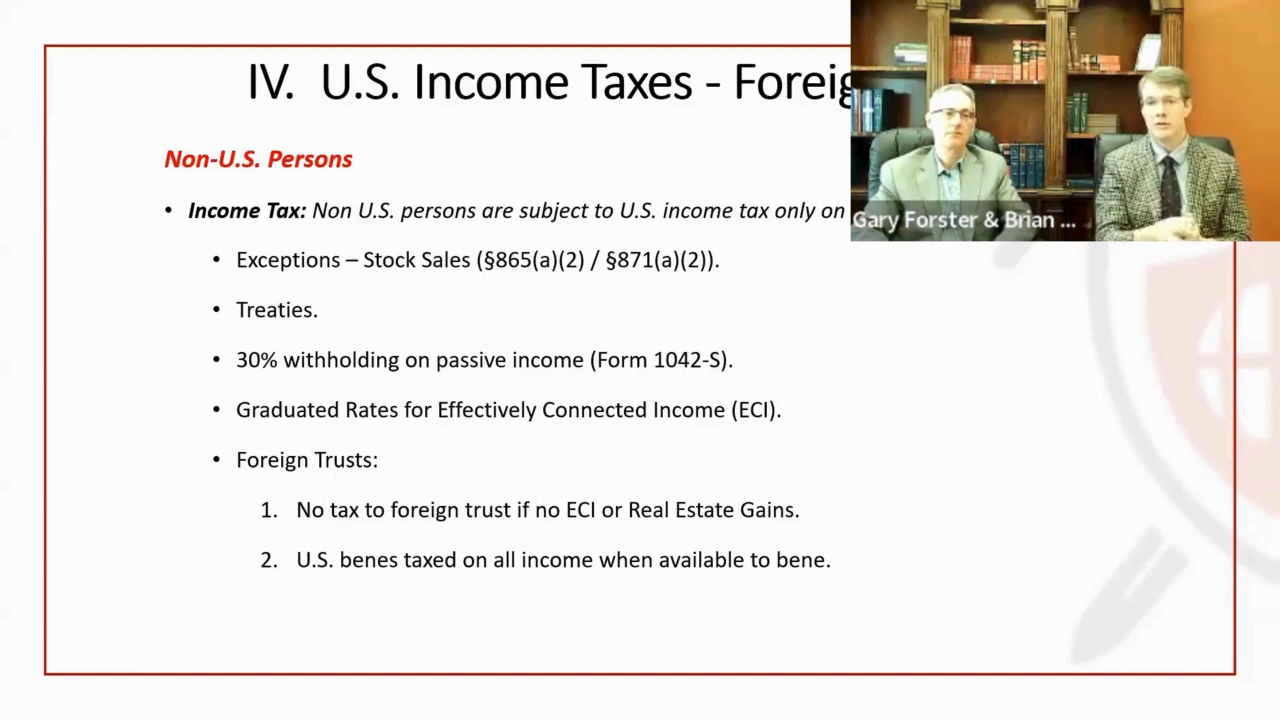 IV. U.S. Income Taxes - Foreig
Non-U.S. Persons
• Income Tax: Non U.S. persons are subject to U.S. income tax only on
Gary Forster & Brian ...
• Exceptions – Stock Sales (§865(a)(2) / §871(a)(2)).
• Treaties.
• 30% withholding on passive income (Form 1042-S).
• Graduated Rates for Effectively Connected Income (ECI).
• Foreign Trusts:
1. No tax to foreign trust if no ECI or Real Estate Gains.
2. U.S. benes taxed on all income when available to bene.